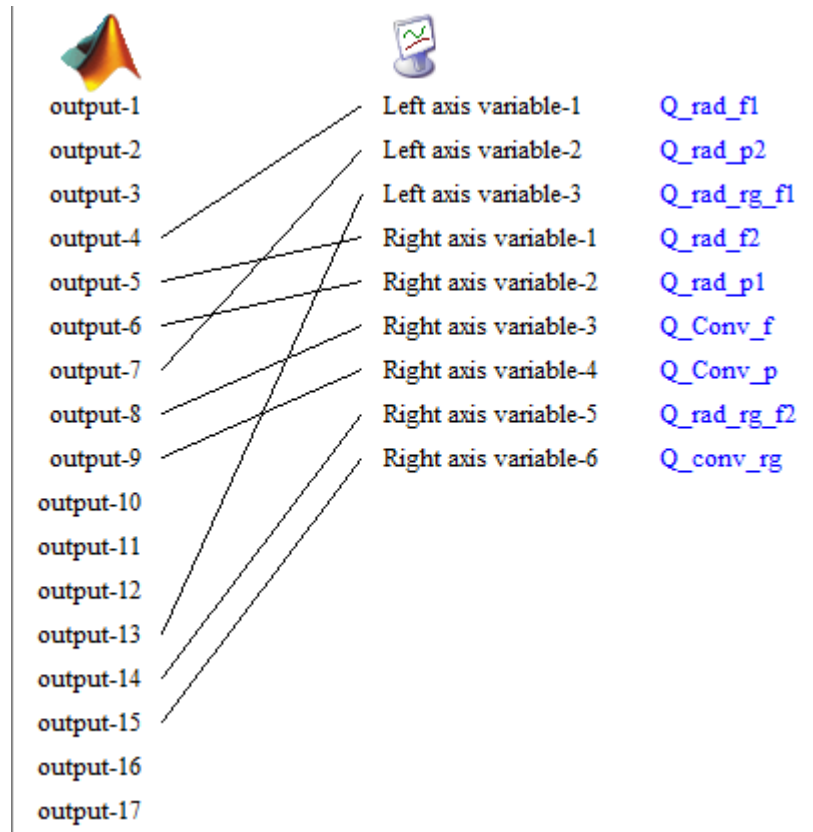 output-1 Left axis variable-1 Q_rad_f1
output-2 Left axis variable-2 Q_rad_p2
output-3 Left axis variable-3 Q_rad_rg_f1
output-4 Right axis variable-1 Q_rad_f2
output-5 Right axis variable-2 Q_rad_p1
output-6 Right axis variable-3 Q_Conv_f
output-7 Right axis variable-4 Q_Conv_p
output-8 Right axis variable-5 Q_rad_rg_f2
output-9 Right axis variable-6 Q_conv_rg
output-10
output-11
output-12
output-13
output-14
output-15
output-16
output-17